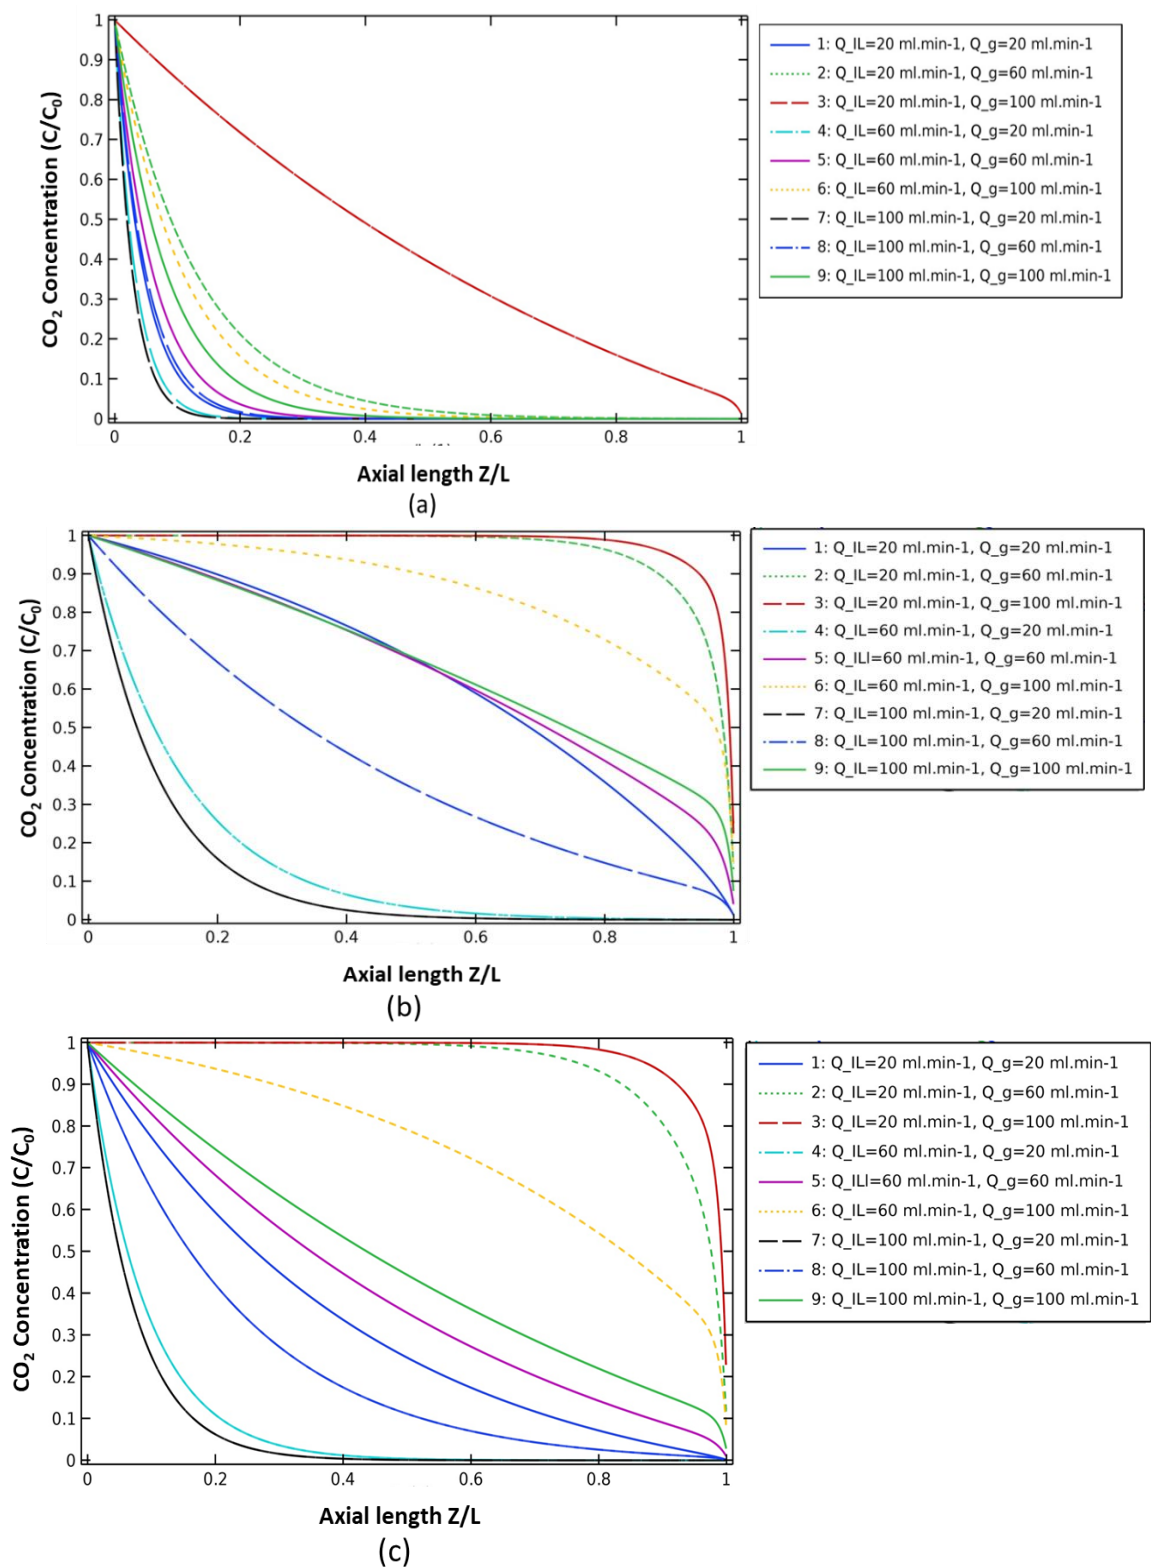 1
0.9
0.8
0.7
0.6
0.5
0.4
0.3
0.2
0.1
0
CO2 Concentration (C/C0)
0 0.2 0.4 0.6 0.8 1
Axial length Z/L
(a)
1: Q_IL=20 ml.min-1, Q_g=20 ml.min-1
2: Q_IL=20 ml.min-1, Q_g=60 ml.min-1
3: Q_IL=20 ml.min-1, Q_g=100 ml.min-1
4: Q_IL=60 ml.min-1, Q_g=20 ml.min-1
5: Q_IL=60 ml.min-1, Q_g=60 ml.min-1
6: Q_IL=60 ml.min-1, Q_g=100 ml.min-1
7: Q_IL=100 ml.min-1, Q_g=20 ml.min-1
8: Q_IL=100 ml.min-1, Q_g=60 ml.min-1
9: Q_IL=100 ml.min-1, Q_g=100 ml.min-1
1
0.9
0.8
0.7
0.6
0.5
0.4
0.3
0.2
0.1
0
CO2 Concentration (C/C0)
0 0.2 0.4 0.6 0.8 1
Axial length Z/L
(b)
1: Q_IL=20 ml.min-1, Q_g=20 ml.min-1
2: Q_IL=20 ml.min-1, Q_g=60 ml.min-1
3: Q_IL=20 ml.min-1, Q_g=100 ml.min-1
4: Q_IL=60 ml.min-1, Q_g=20 ml.min-1
5: Q_ILl=60 ml.min-1, Q_g=60 ml.min-1
6: Q_IL=60 ml.min-1, Q_g=100 ml.min-1
7: Q_IL=100 ml.min-1, Q_g=20 ml.min-1
8: Q_IL=100 ml.min-1, Q_g=60 ml.min-1
9: Q_IL=100 ml.min-1, Q_g=100 ml.min-1
1
0.9
0.8
0.7
0.6
0.5
0.4
0.3
0.2
0.1
0
CO2 Concentration (C/C0)
0 0.2 0.4 0.6 0.8 1
Axial length Z/L
(c)
1: Q_IL=20 ml.min-1, Q_g=20 ml.min-1
2: Q_IL=20 ml.min-1, Q_g=60 ml.min-1
3: Q_IL=20 ml.min-1, Q_g=100 ml.min-1
4: Q_IL=60 ml.min-1, Q_g=20 ml.min-1
5: Q_ILl=60 ml.min-1, Q_g=60 ml.min-1
6: Q_IL=60 ml.min-1, Q_g=100 ml.min-1
7: Q_IL=100 ml.min-1, Q_g=20 ml.min-1
8: Q_IL=100 ml.min-1, Q_g=60 ml.min-1
9: Q_IL=100 ml.min-1, Q_g=100 ml.min-1